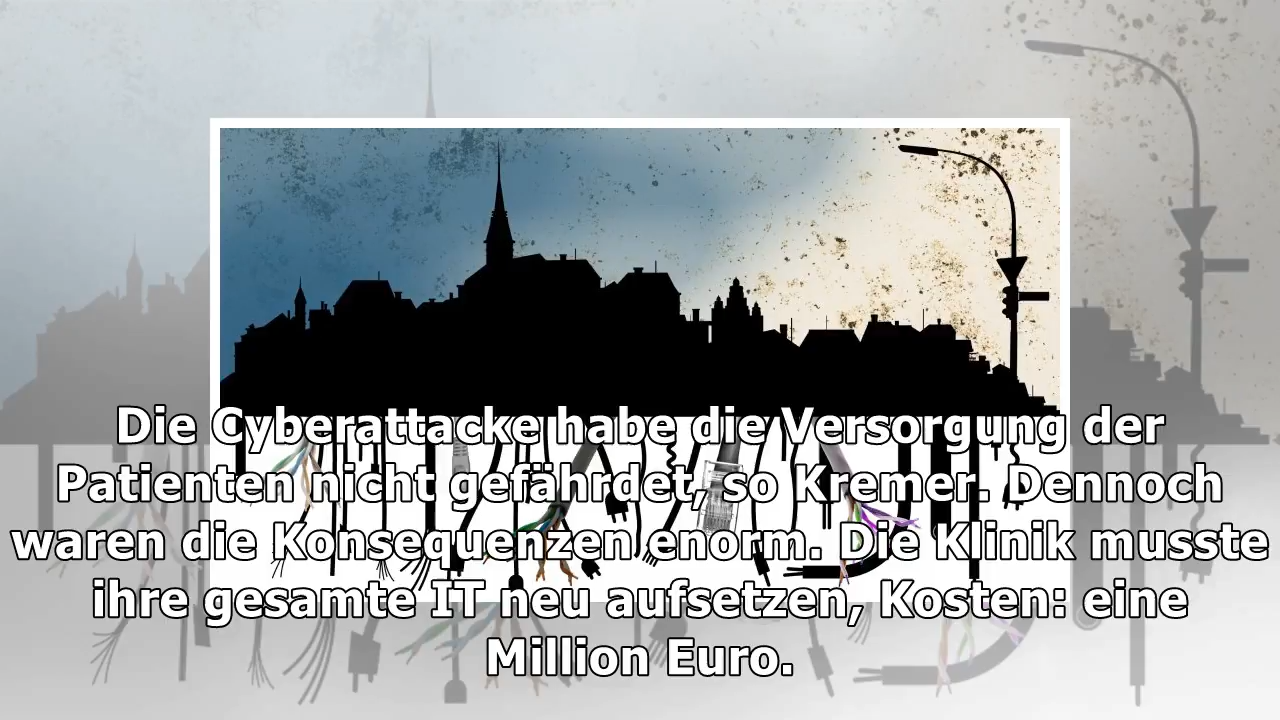 Die Cyberattacke habe die Versorgung der
Patienten nicht gefährdet, so Kremer. Dennoch
waren die Konsequenzen enorm. Die Klinik musste
ihre gesamte IT neu aufsetzen, Kosten: eine
Million Euro.